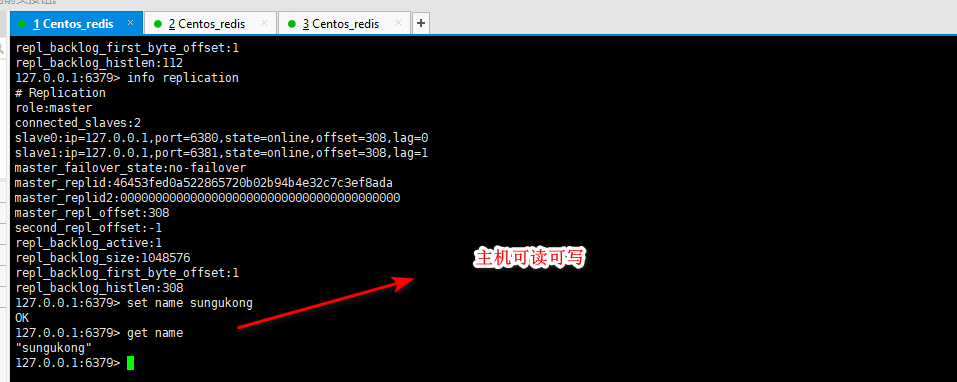 1 Centos_redis
2 Centos_redis
3 Centos_redis
repl_backlog_first_byte_offset:1
repl_backlog_histlen:112
127.0.0.1:6379> info replication
# Replication
role:master
connected_slaves:2
slave0:ip=127.0.0.1,port=6380,state=online,offset=308,lag=0
slave1:ip=127.0.0.1,port=6381,state=online,offset=308,lag=1
master_failover_state:no-failover
master_replid:46453fed0a522865720b02b94b4e32c7c3ef8ada
master_replid2:0000000000000000000000000000000000000000
master_repl_offset:308
second_repl_offset:-1
repl_backlog_active:1
repl_backlog_size:1048576
主机可读可写
repl_backlog_first_byte_offset:1
repl_backlog_histlen:308
127.0.0.1:6379> set name sungukong
OK
127.0.0.1:6379> get name
"sungukong"
127.0.0.1:6379>